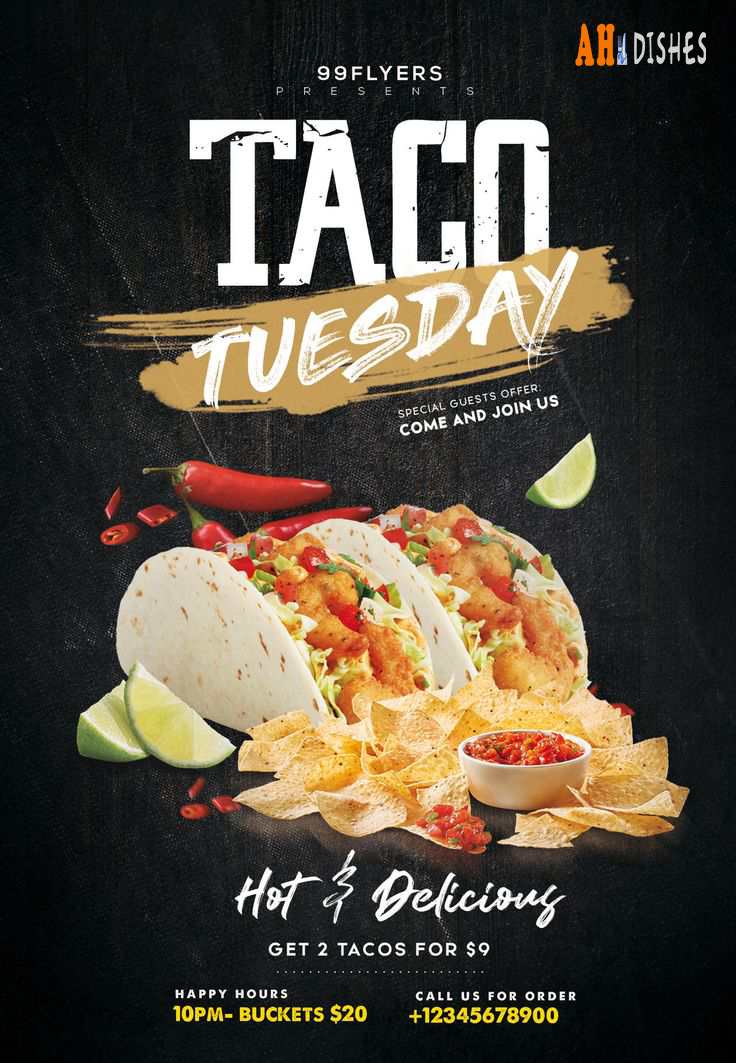 AH DISHES
99FLYERS
PRESENTS
TACO
TUESDAY
SPECIAL GUESTS OFFER:
COME AND JOIN US
Hot & Delicious
GET 2 TACOS FOR $9
HAPPY HOURS
10PM- BUCKETS $20
CALL US FOR ORDER
+12345678900